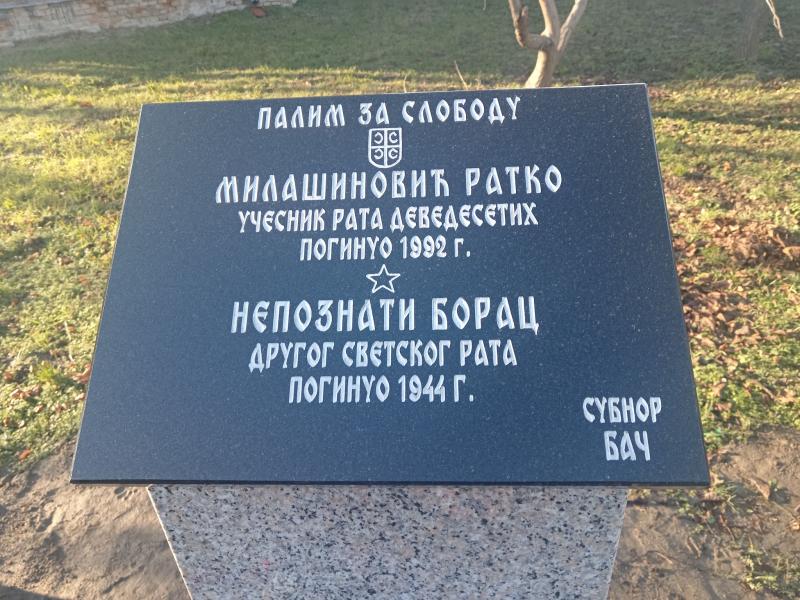 ПАЛИМ ЗА СЛОБОДУ
МИЛАШИНОВИЋ РАТКО
УЧЕСНИК РАТА ДЕВЕДЕСЕТИХ
ПОГИНУО 1992 Г.
НЕПОЗНАТИ БОРАЦ
ДРУГОГ СВЕТСКОГ РАТА
ПОГИНУО 1944 Г.
СУБНОР
БАЧ